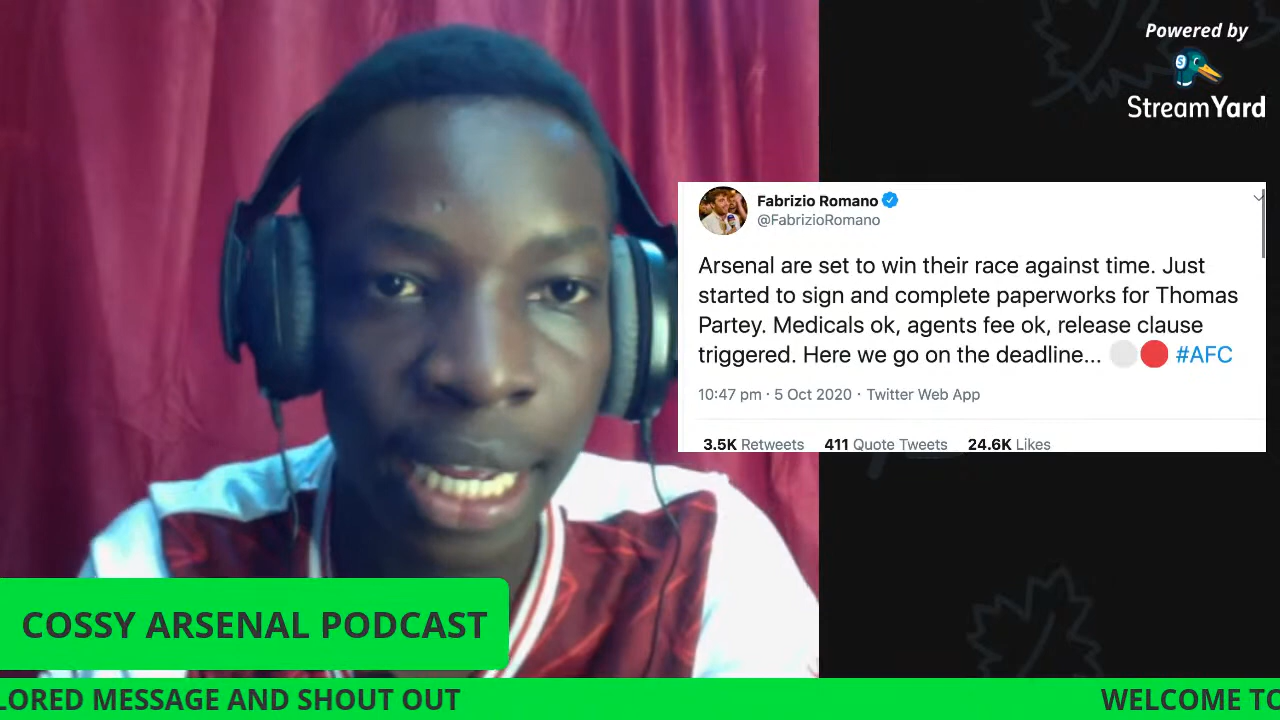 Powered by
StreamYard
Fabrizio Romano
@FabrizioRomano
Arsenal are set to win their race against time. Just
started to sign and complete paperworks for Thomas
Partey. Medicals ok, agents fee ok, release clause
triggered. Here we go on the deadline... ⚪🔴 #AFC
10:47 pm · 5 Oct 2020 · Twitter Web App
3.5K Retweets 411 Quote Tweets 24.6K Likes
COSSY ARSENAL PODCAST
LORED MESSAGE AND SHOUT OUT WELCOME TO